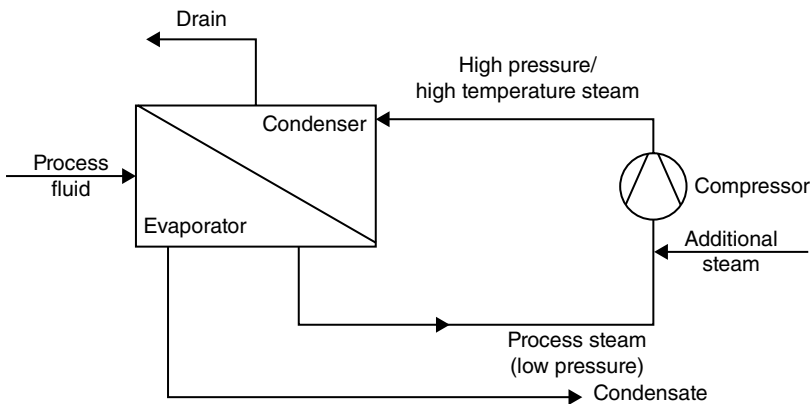 Drain
High pressure/
high temperature steam
Condenser
Process
fluid
Compressor
Evaporator
Additional
steam
Process steam
(low pressure)
Condensate